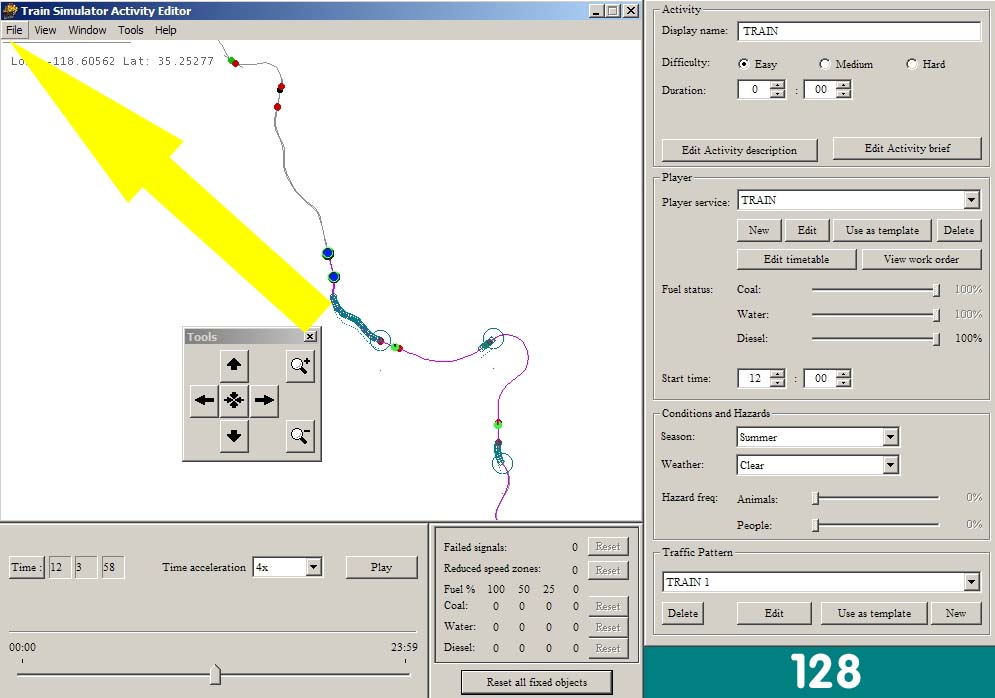 Train Simulator Activity Editor
File View Window Tools Help
-118.60562 Lat: 35.25277
Tools
Time : 12 3 58 Time acceleration 4x Play
00:00 23:59
Failed signals: 0 Reset
Reduced speed zones: 0 Reset
Fuel % 100 50 25 0
Coal: 0 0 0 0 Reset
Water: 0 0 0 0 Reset
Diesel: 0 0 0 0 Reset
Reset all fixed objects
Activity
Display name: TRAIN
Difficulty: Easy Medium Hard
Duration: 0 : 00
Edit Activity description Edit Activity brief
Player
Player service: TRAIN
New Edit Use as template Delete
Edit timetable View work order
Fuel status: Coal: 100%
Water: 100%
Diesel: 100%
Start time: 12 : 00
Conditions and Hazards
Season: Summer
Weather: Clear
Hazard freq: Animals: 0%
People: 0%
Traffic Pattern
TRAIN 1
Delete Edit Use as template New
128